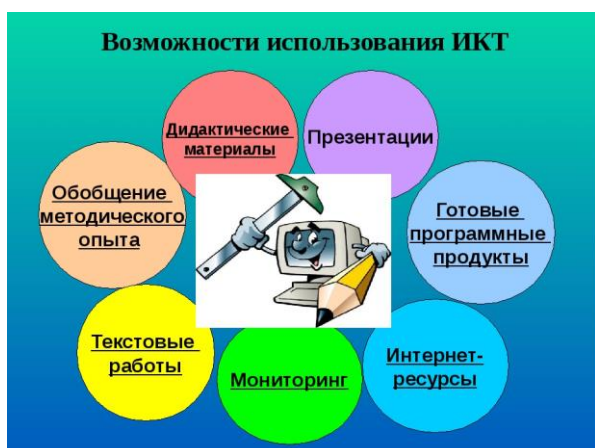 Возможности использования ИКТ
Дидактические
материалы
Презентации
Обобщение
методического
опыта
Готовые
программные
продукты
Текстовые
работы
Мониторинг
Интернет-
ресурсы